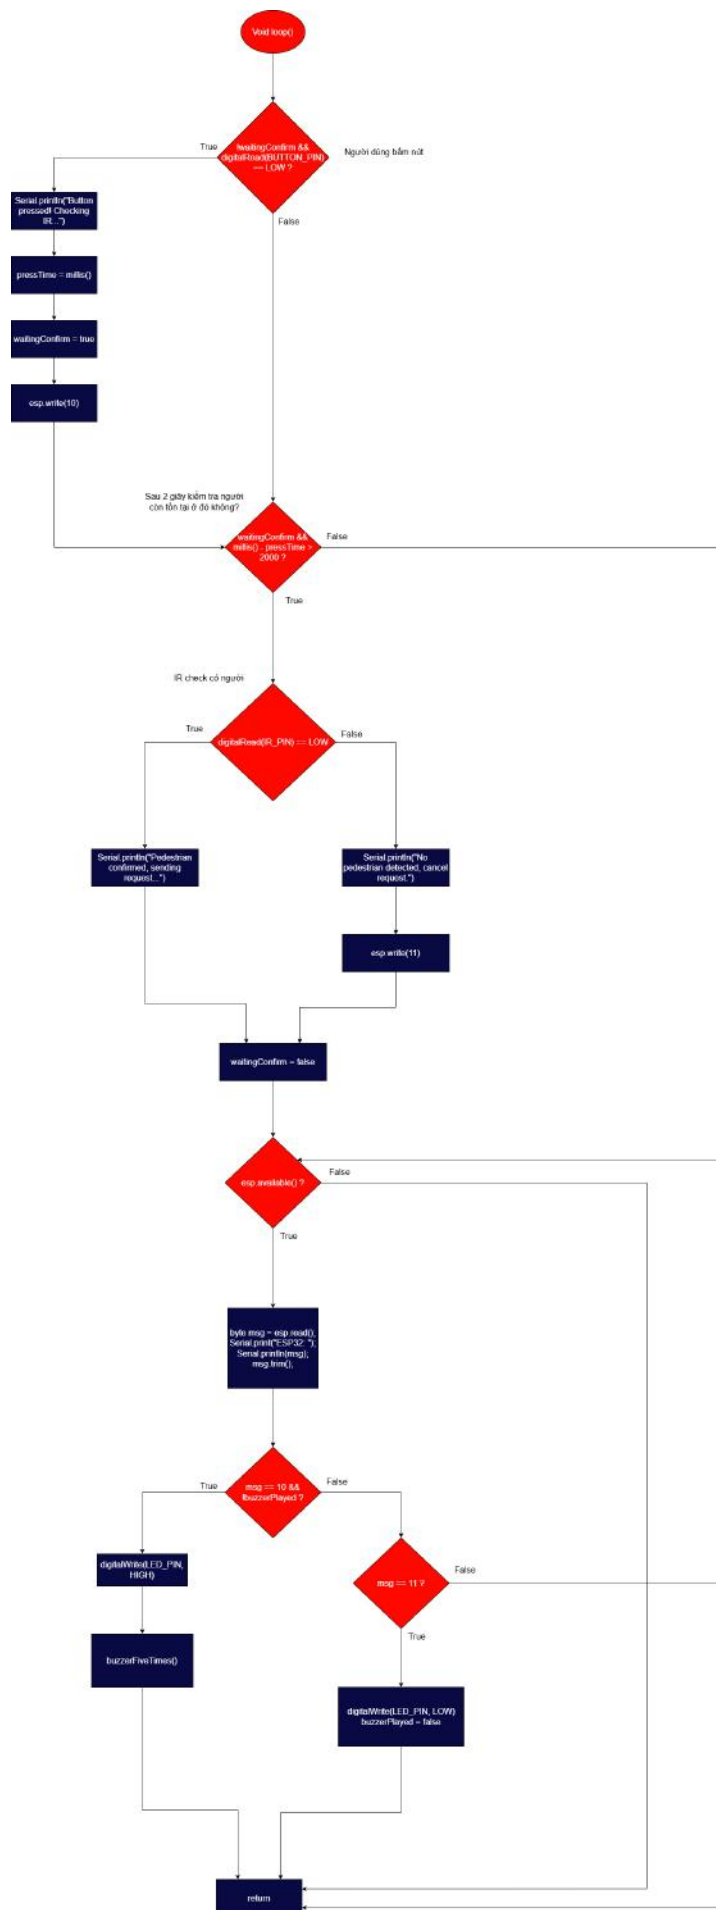 Void loop()
!waitingConfirm &&
digitalRead(BUTTON_PIN)
== LOW ?
True
Người dùng bấm nút
False
Serial.println("Button
pressed! Checking
IR...")
pressTime = millis()
waitingConfirm = true
esp.write(10)
Sau 2 giây kiểm tra người
còn tồn tại ở đó không?
waitingConfirm &&
millis() - pressTime >
2000 ?
False
True
IR check có người
True
digitalRead(IR_PIN) == LOW
False
Serial.println("Pedestrian
confirmed, sending
request...")
Serial.println("No
pedestrian detected, cancel
request.")
esp.write(11)
waitingConfirm = false
esp.available() ?
False
True
byte msg = esp.read();
Serial.print("ESP32: ");
Serial.println(msg);
msg.trim();
True
msg == 10 &&
!buzzerPlayed ?
False
digitalWrite(LED_PIN,
HIGH)
msg == 11 ?
False
buzzerFiveTimes()
True
digitalWrite(LED_PIN, LOW)
buzzerPlayed = false
return